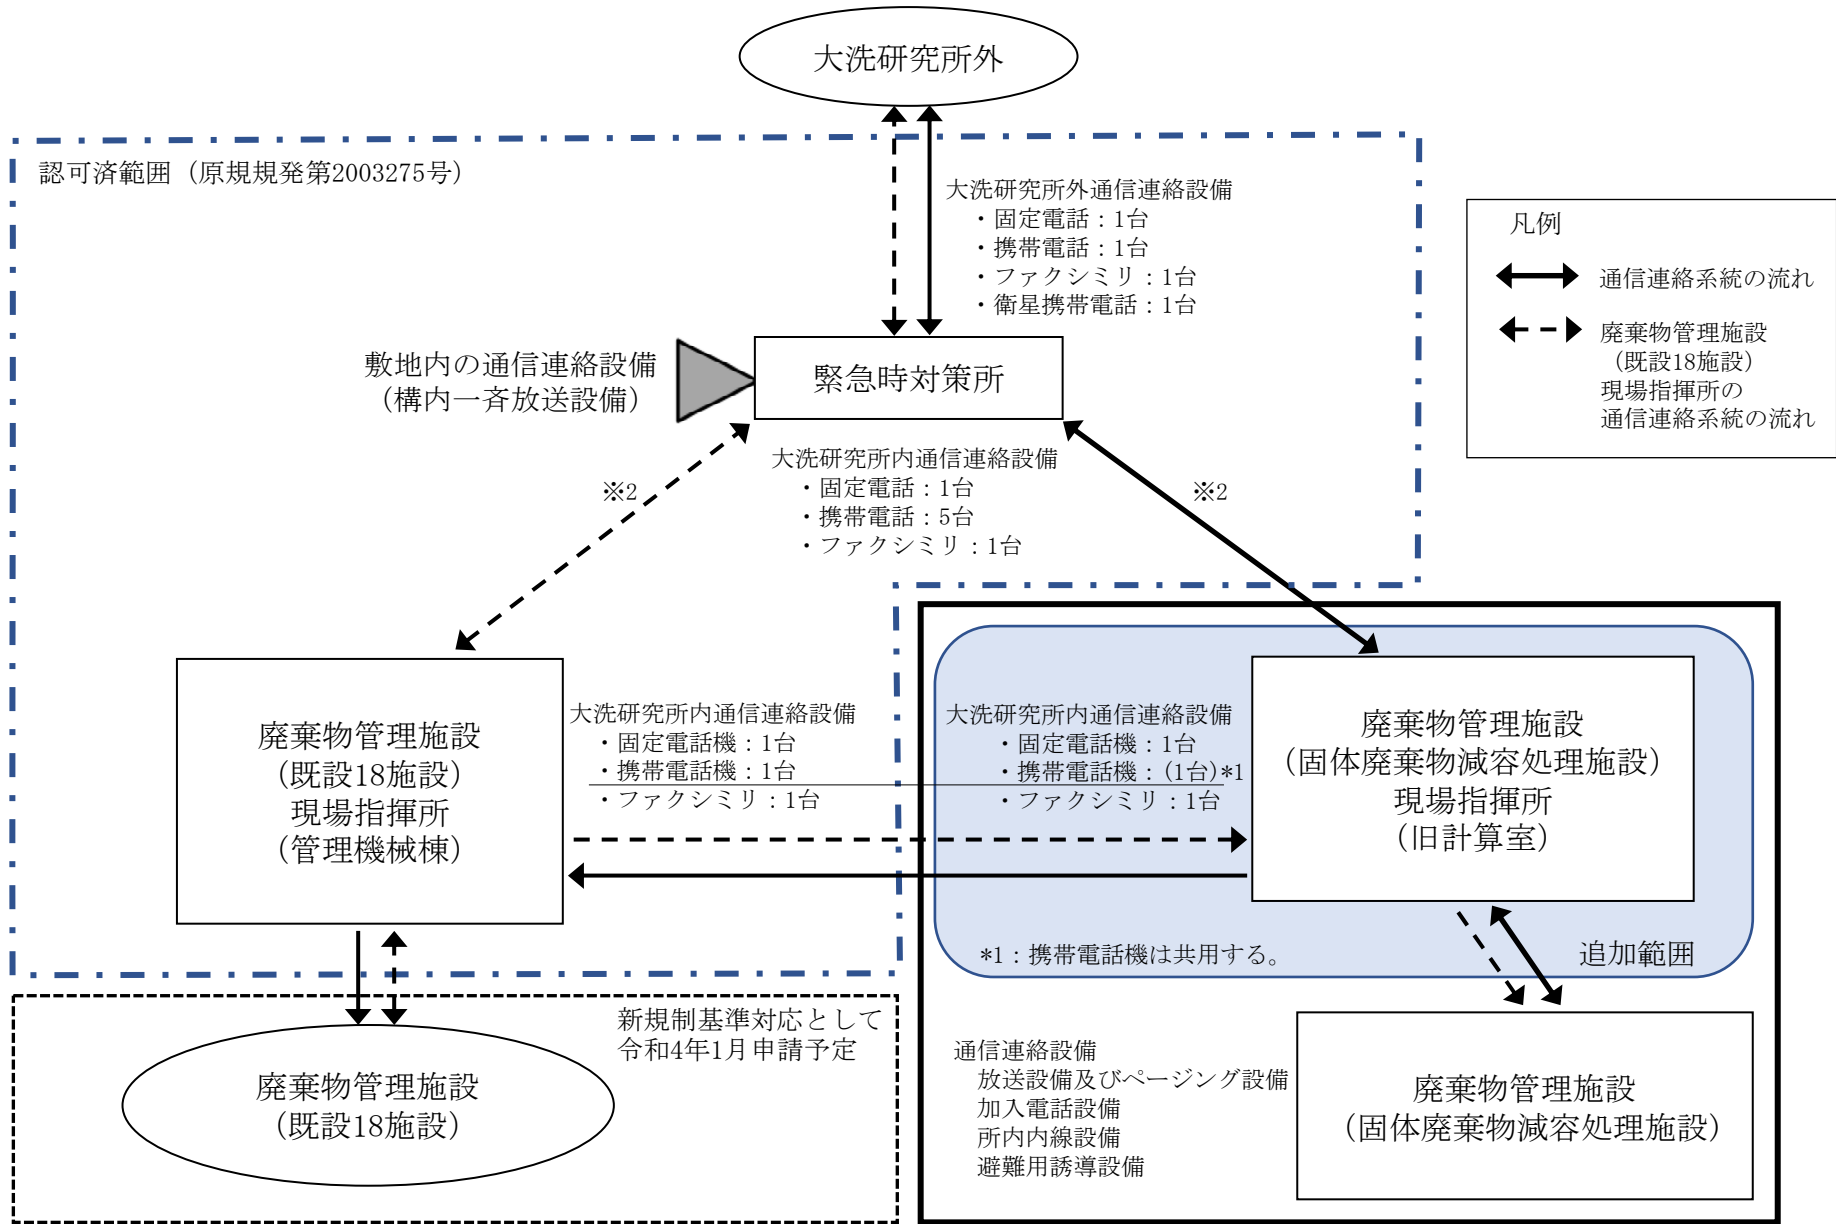 大洗研究所外
認可済範囲（原規規発第2003275号）
大洗研究所外通信連絡設備
・固定電話：1台
・携帯電話：1台
・ファクシミリ：1台
・衛星携帯電話：1台
凡例
通信連絡系統の流れ
廃棄物管理施設
（既設18施設）
現場指揮所の
通信連絡系統の流れ
敷地内の通信連絡設備
（構内一斉放送設備）
緊急時対策所
※2
大洗研究所内通信連絡設備
・固定電話：1台
・携帯電話：5台
・ファクシミリ：1台
※2
廃棄物管理施設
（既設18施設）
現場指揮所
（管理機械棟）
大洗研究所内通信連絡設備
・固定電話機：1台
・携帯電話機：1台
・ファクシミリ：1台
大洗研究所内通信連絡設備
・固定電話機：1台
・携帯電話機：(1台)*1
・ファクシミリ：1台
廃棄物管理施設
（固体廃棄物減容処理施設）
現場指揮所
（旧計算室）
*1：携帯電話機は共用する。
追加範囲
新規制基準対応として
令和4年1月申請予定
廃棄物管理施設
（既設18施設）
通信連絡設備
放送設備及びページング設備
加入電話設備
所内内線設備
避難用誘導設備
廃棄物管理施設
（固体廃棄物減容処理施設）